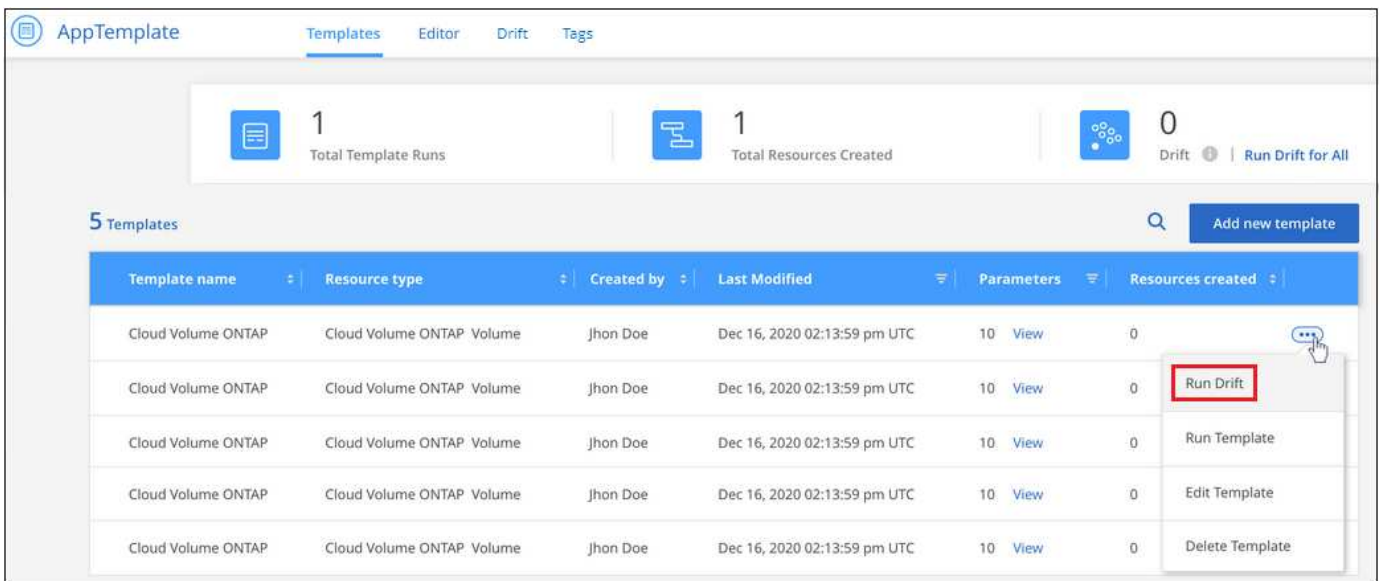 AppTemplate Templates Editor Drift Tags
1 1 0
Total Template Runs Total Resources Created Drift Run Drift for All
5 Templates Add new template
Template name Resource type Created by Last Modified Parameters Resources created
Cloud Volume ONTAP Cloud Volume ONTAP Volume Jhon Doe Dec 16, 2020 02:13:59 pm UTC 10 View 0
Cloud Volume ONTAP Cloud Volume ONTAP Volume Jhon Doe Dec 16, 2020 02:13:59 pm UTC 10 View 0 Run Drift
Cloud Volume ONTAP Cloud Volume ONTAP Volume Jhon Doe Dec 16, 2020 02:13:59 pm UTC 10 View 0 Run Template
Cloud Volume ONTAP Cloud Volume ONTAP Volume Jhon Doe Dec 16, 2020 02:13:59 pm UTC 10 View 0 Edit Template
Cloud Volume ONTAP Cloud Volume ONTAP Volume Jhon Doe Dec 16, 2020 02:13:59 pm UTC 10 View 0 Delete Template